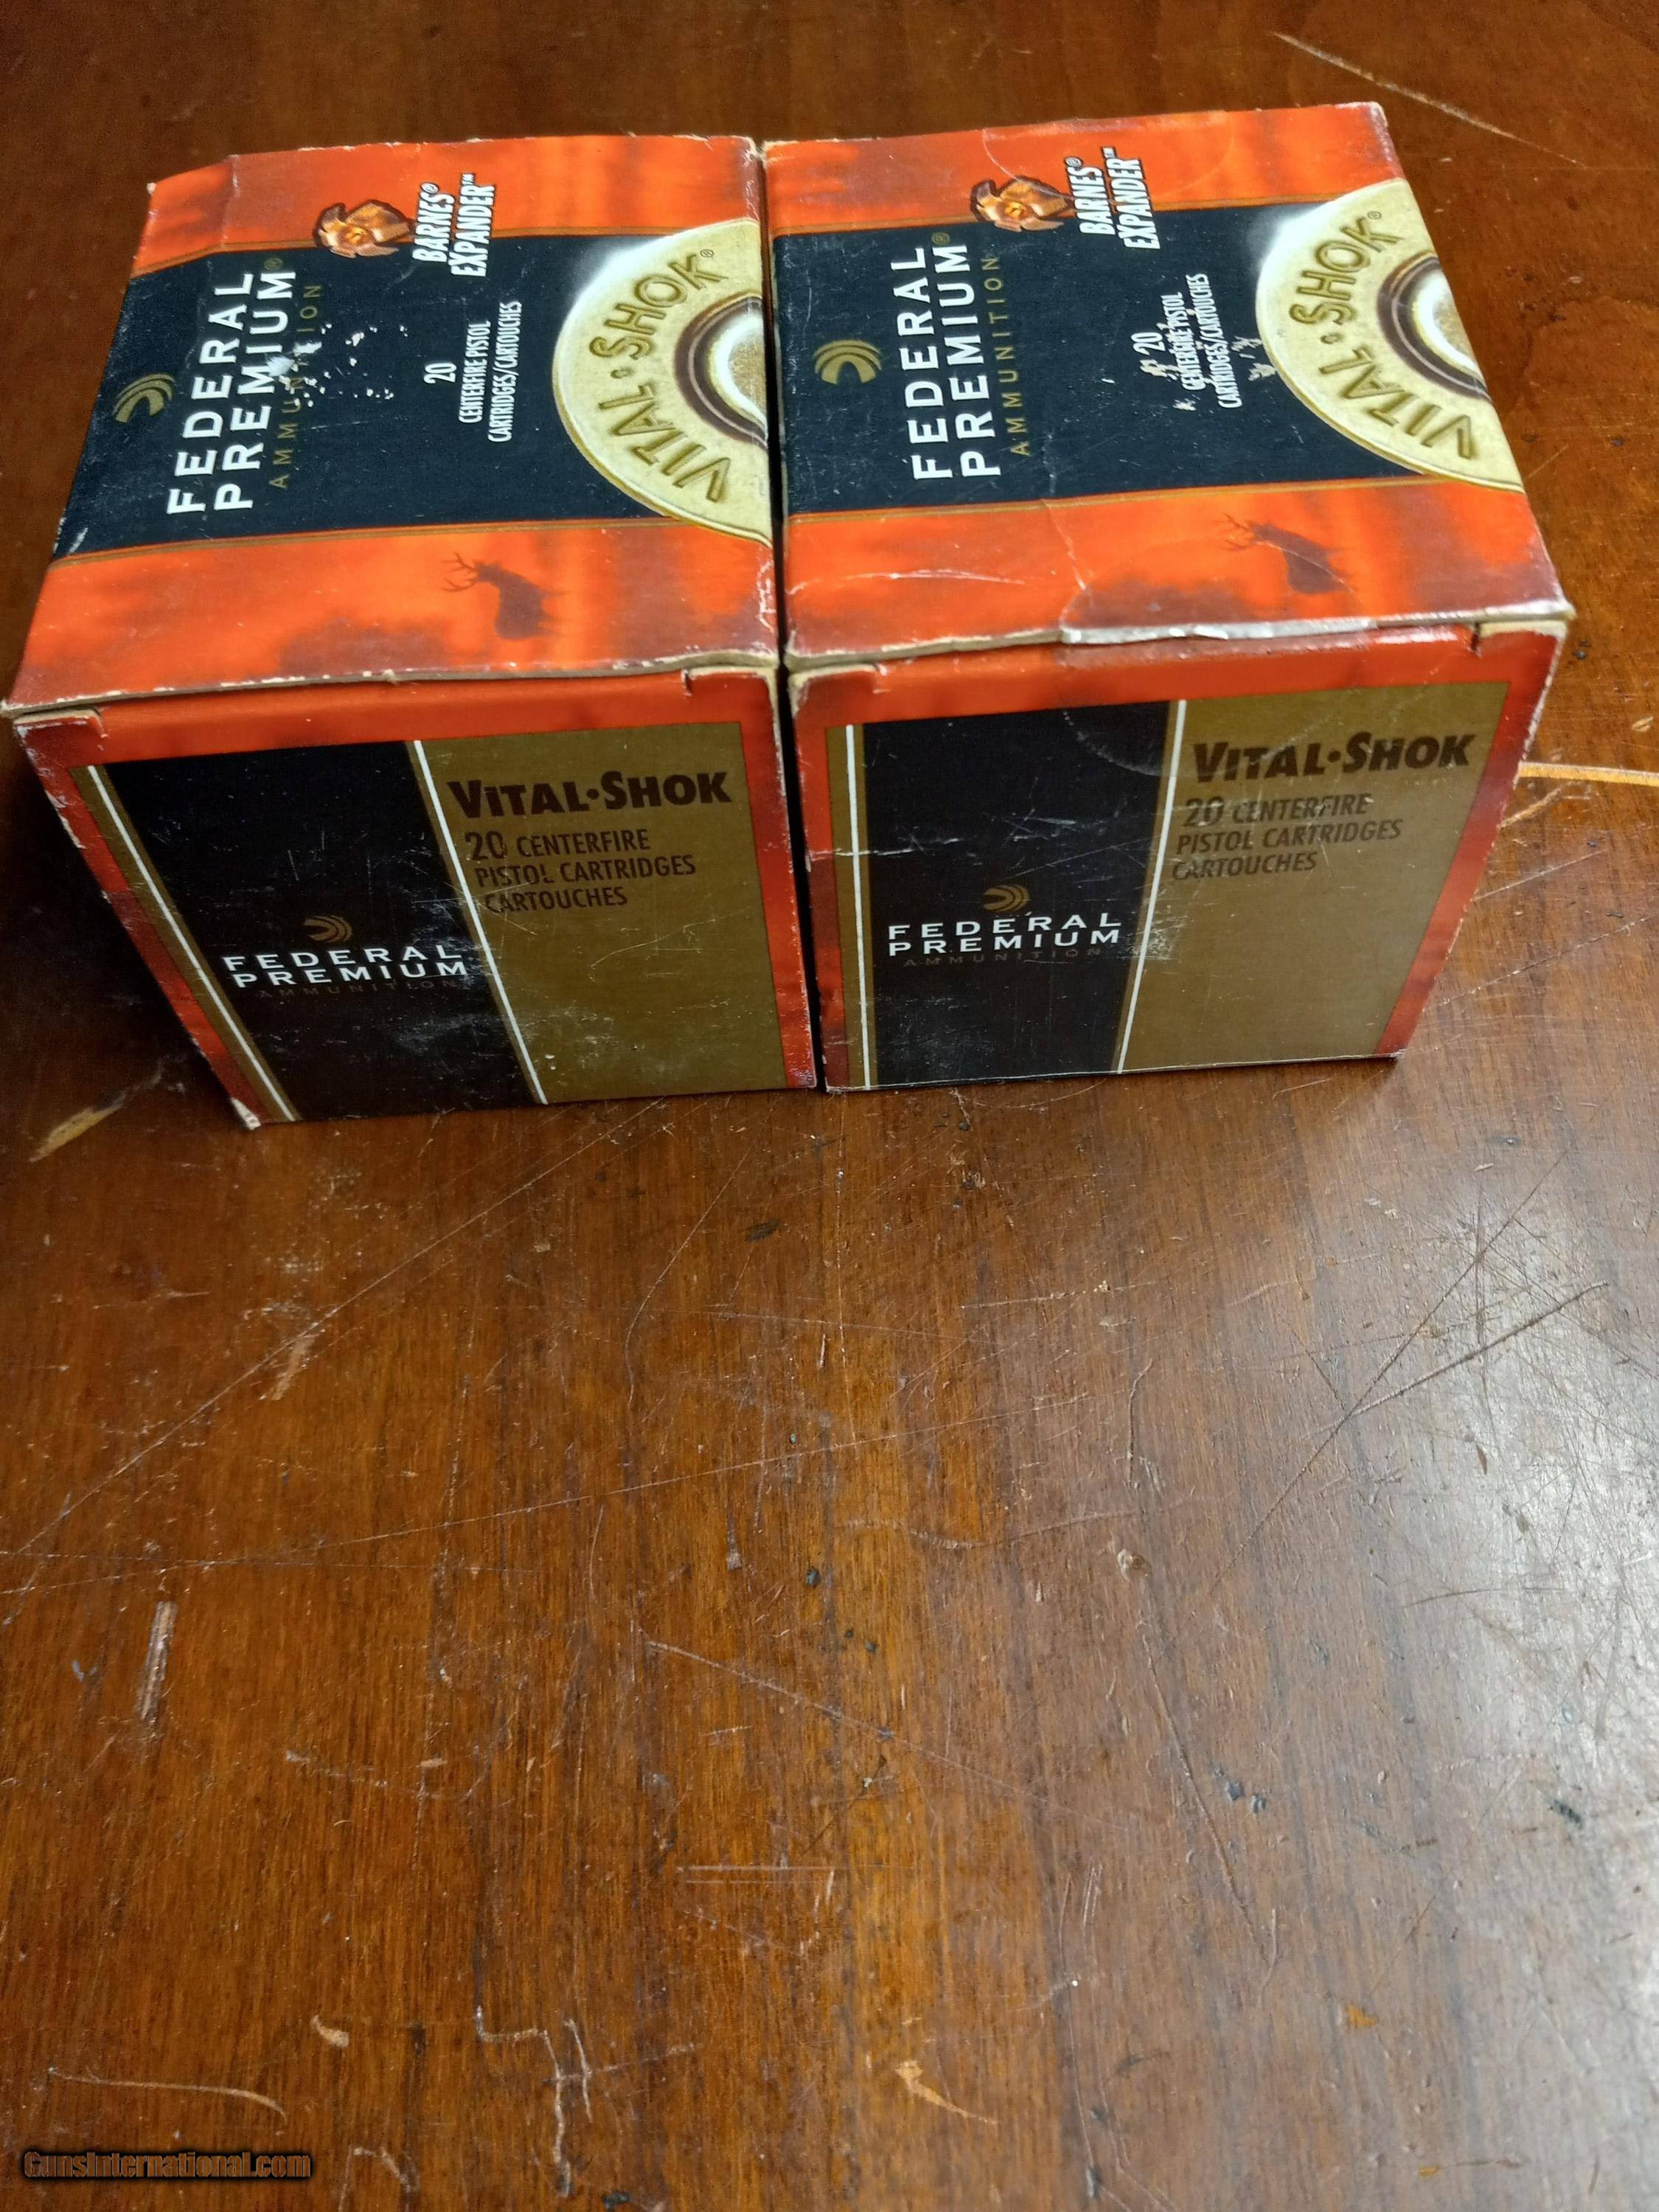 FEDERAL
PREMIUM®
AMMUNITION
BARNES®
EXPANDER™
20
CENTERFIRE PISTOL
CARTRIDGES/CARTOUCHES
VITAL•SHOK®
FEDERAL
PREMIUM®
AMMUNITION
BARNES®
EXPANDER™
20
CENTERFIRE PISTOL
CARTRIDGES/CARTOUCHES
VITAL•SHOK®
VITAL•SHOK
20 CENTERFIRE
PISTOL CARTRIDGES
CARTOUCHES
FEDERAL
PREMIUM
AMMUNITION
VITAL•SHOK
20 CENTERFIRE
PISTOL CARTRIDGES
CARTOUCHES
FEDERAL
PREMIUM
AMMUNITION
GunsInternational.com